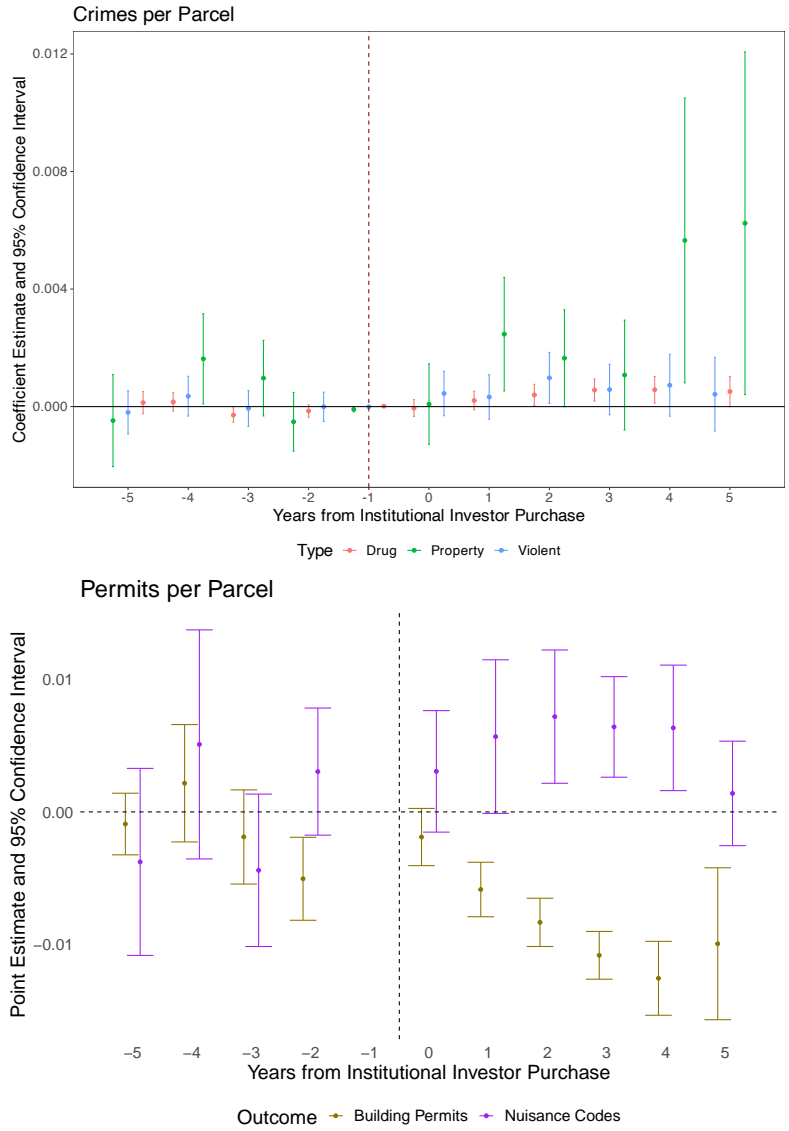 Crimes per Parcel
Coefficient Estimate and 95% Confidence Interval
0.012
0.008
0.004
0.000
-5 -4 -3 -2 -1 0 1 2 3 4 5
Years from Institutional Investor Purchase
Type Drug Property Violent
Permits per Parcel
Point Estimate and 95% Confidence Interval
0.01
0.00
−0.01
−5 −4 −3 −2 −1 0 1 2 3 4 5
Years from Institutional Investor Purchase
Outcome Building Permits Nuisance Codes